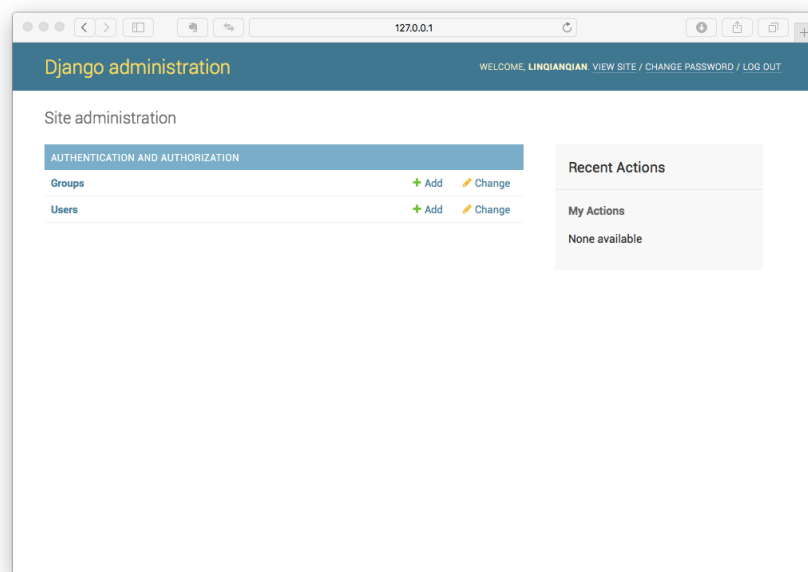 127.0.0.1
Django administration
WELCOME, LINQIANQIAN. VIEW SITE / CHANGE PASSWORD / LOG OUT
Site administration
AUTHENTICATION AND AUTHORIZATION
Groups + Add Change
Users + Add Change
Recent Actions
My Actions
None available